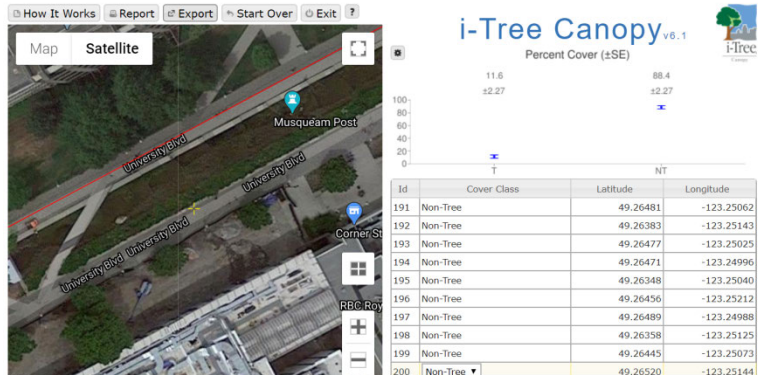 How It Works Report Export Start Over Exit ?
Map Satellite
Musqueam Post
University Blvd
University Blvd
Corner St
University Blvd University Blvd
RBC Roy
i-Tree Canopy v6.1
i-Tree
Canopy
Percent Cover (±SE)
11.6 88.4
±2.27 ±2.27
100
80
60
40
20
0
T NT
Id Cover Class Latitude Longitude
191 Non-Tree 49.26481 -123.25062
192 Non-Tree 49.26383 -123.25143
193 Non-Tree 49.26477 -123.25025
194 Non-Tree 49.26471 -123.24996
195 Non-Tree 49.26348 -123.25040
196 Non-Tree 49.26456 -123.25212
197 Non-Tree 49.26489 -123.24988
198 Non-Tree 49.26358 -123.25125
199 Non-Tree 49.26445 -123.25073
200 Non-Tree 49.26520 -123.25144